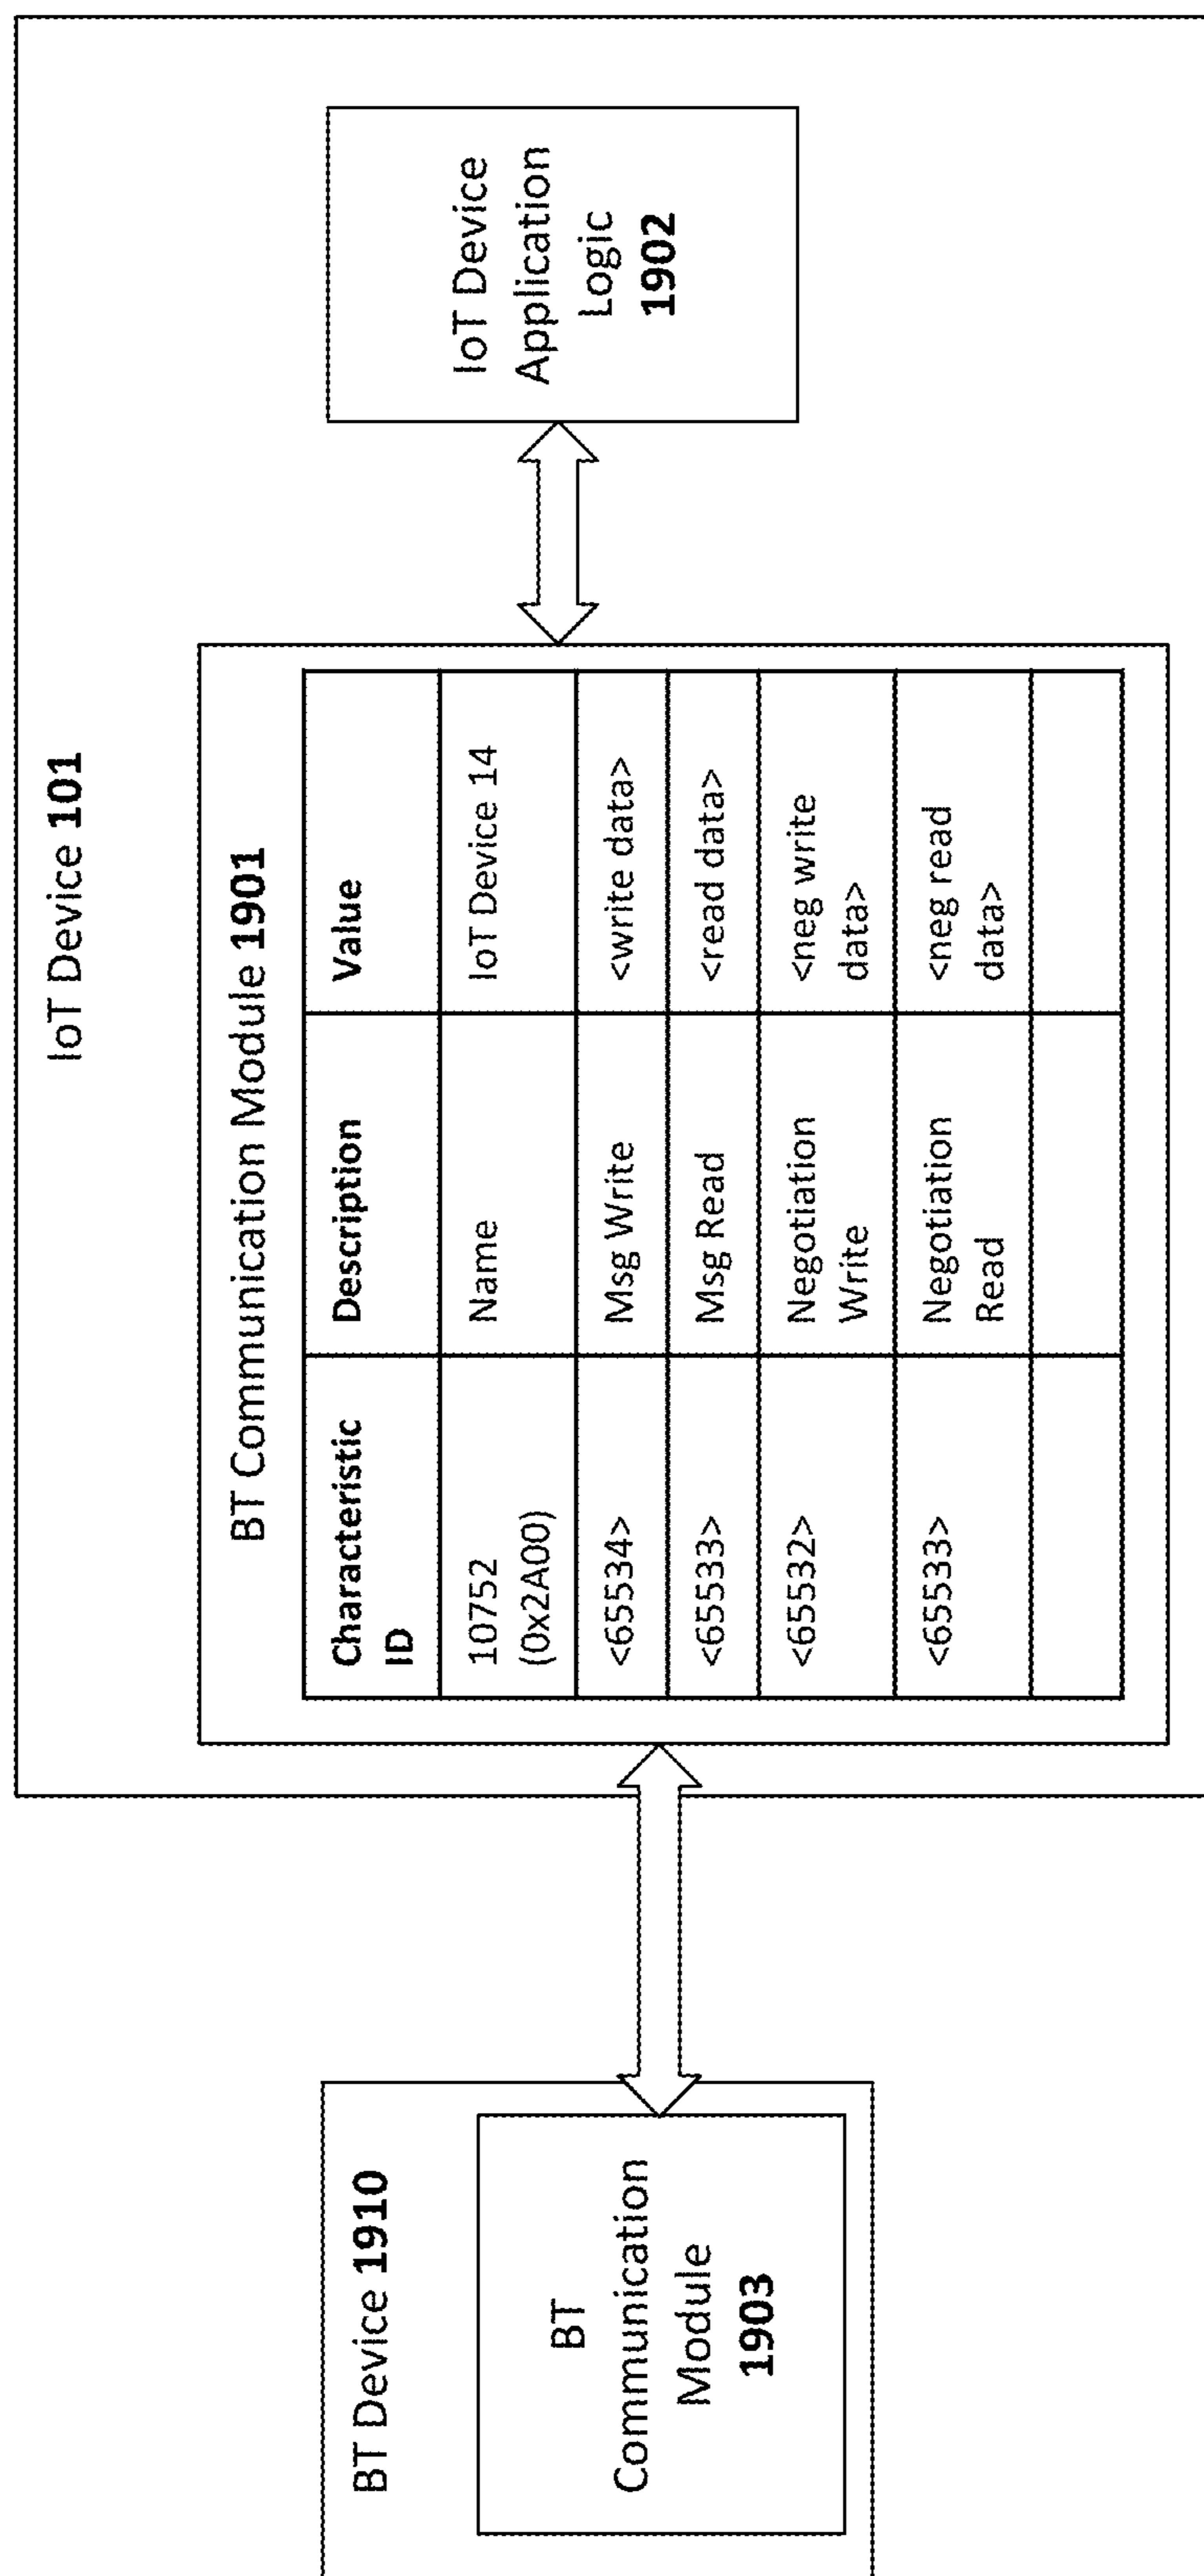 IoT Device 101
BT Device 1910
BT
Communication
Module
1903
BT Communication Module 1901
Characteristic
ID
Description
Value
10752
(0x2A00)
Name
IoT Device 14
<65534>
Msg Write
<write data>
<65533>
Msg Read
<read data>
<65532>
Negotiation
Write
<neg write
data>
<65533>
Negotiation
Read
<neg read
data>
IoT Device
Application
Logic
1902